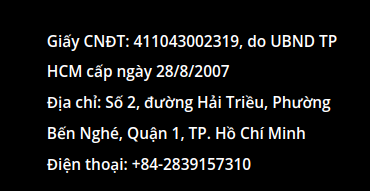 Giấy CNĐT: 411043002319, do UBND TP
HCM cấp ngày 28/8/2007
Địa chỉ: Số 2, đường Hải Triều, Phường
Bến Nghé, Quận 1, TP. Hồ Chí Minh
Điện thoại: +84-2839157310